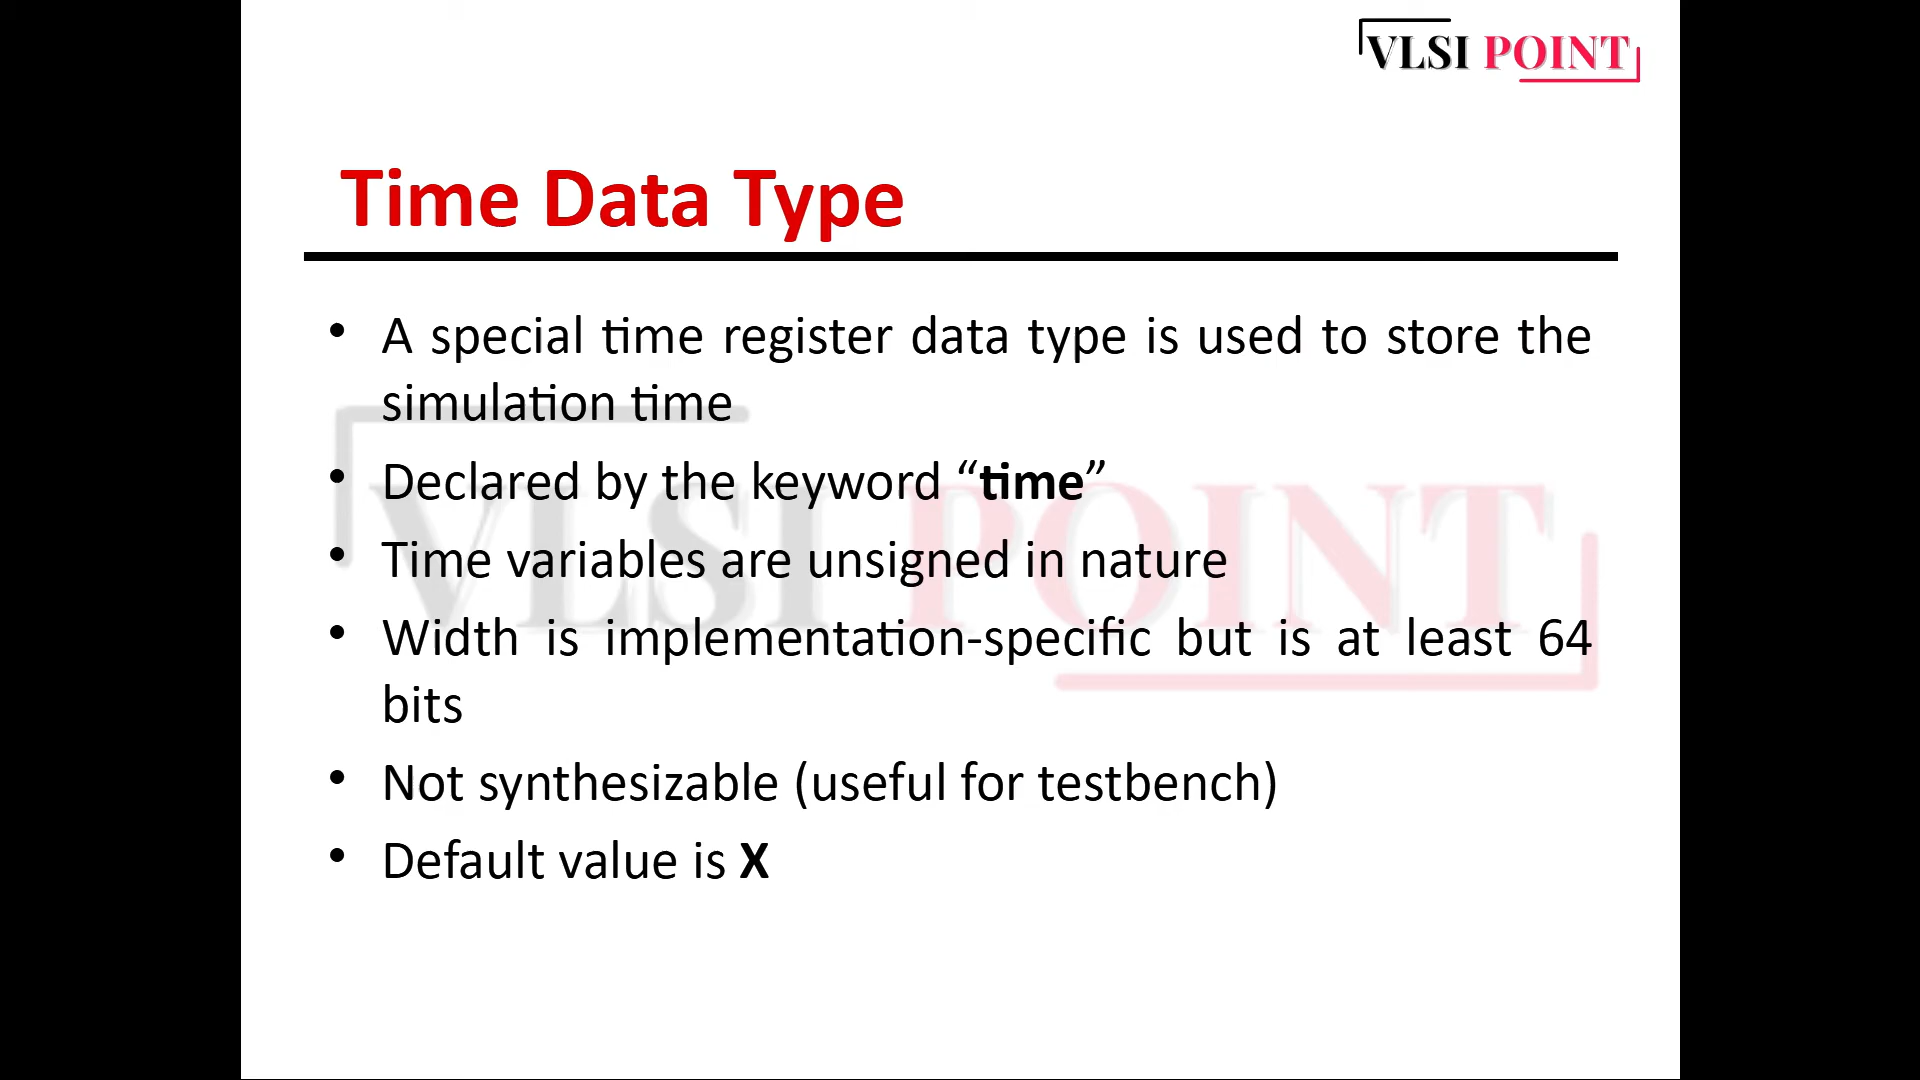 VLSI POINT
Time Data Type
• A special time register data type is used to store the
simulation time
• Declared by the keyword “time”
• Time variables are unsigned in nature
• Width is implementation-specific but is at least 64
bits
• Not synthesizable (useful for testbench)
• Default value is X
VLSI POINT